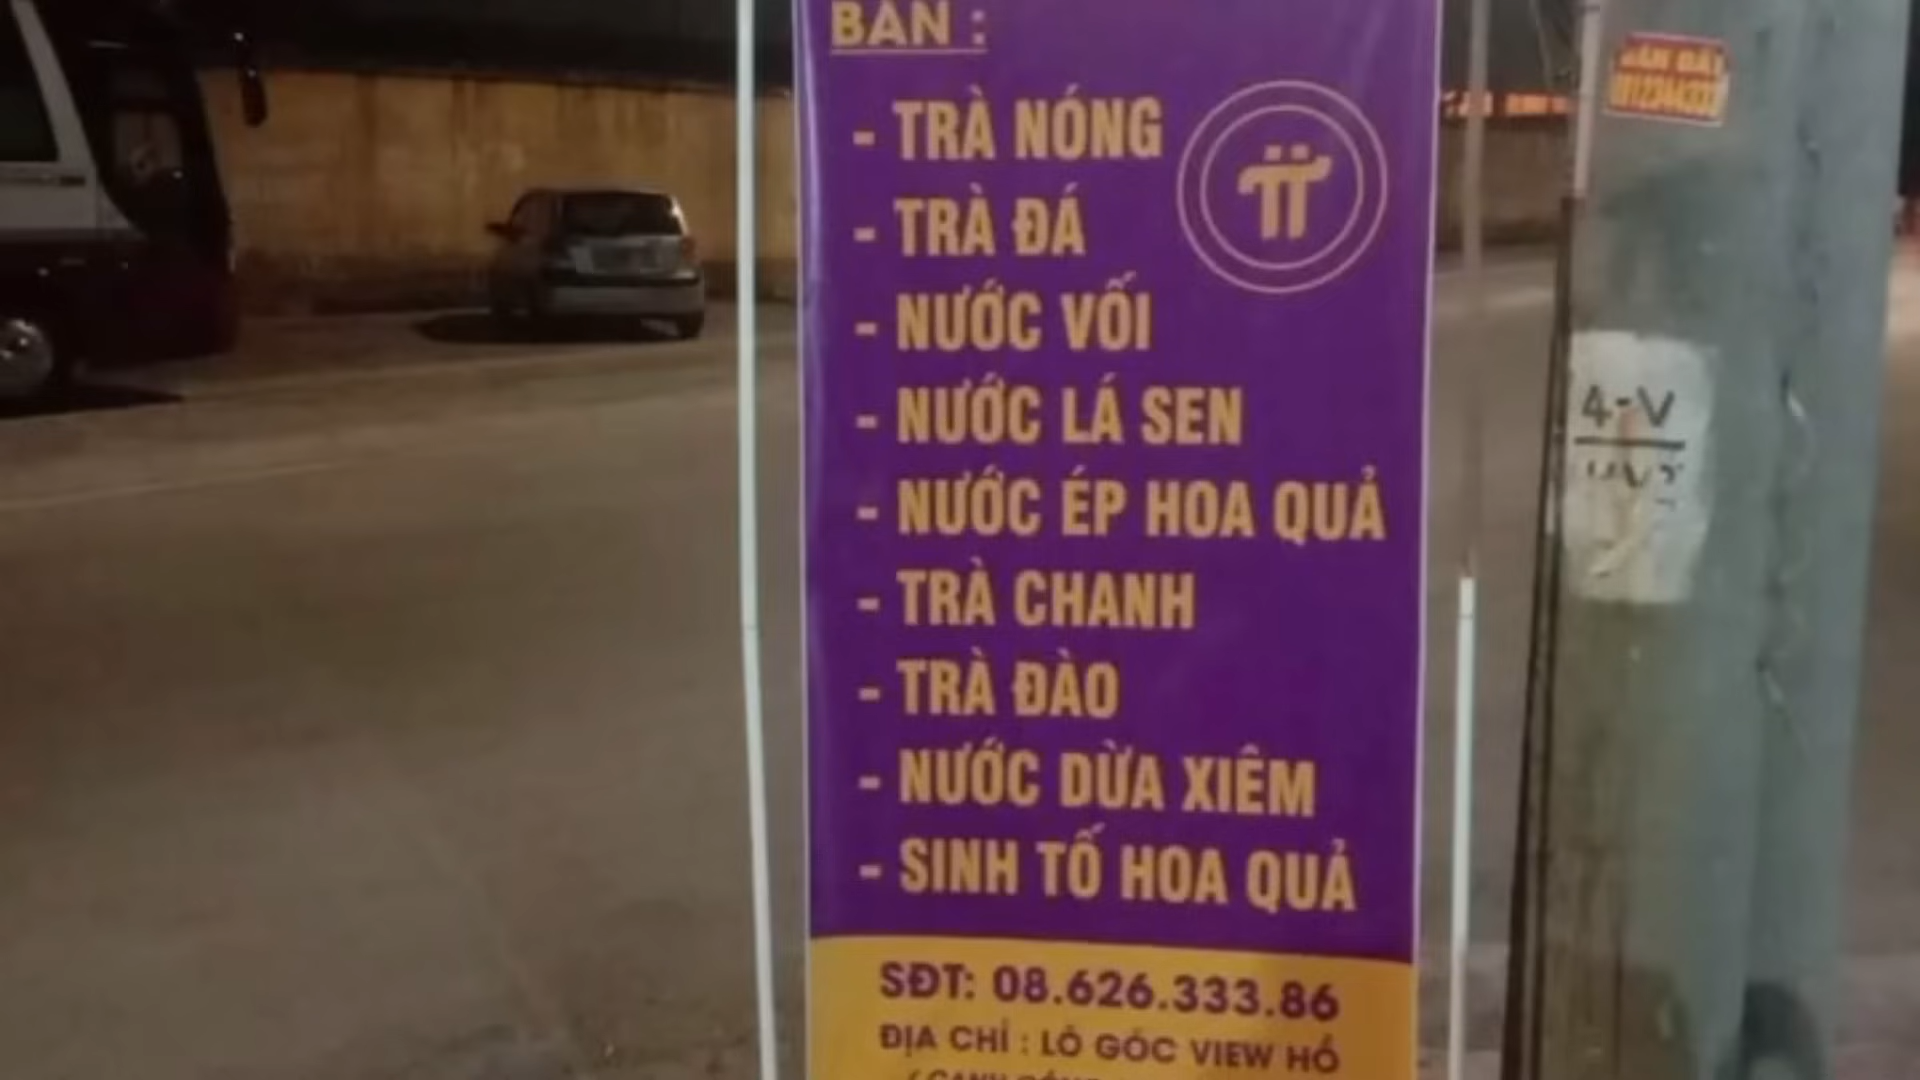 BÁN :
- TRÀ NÓNG
- TRÀ ĐÁ
- NƯỚC VỐI
- NƯỚC LÁ SEN
- NƯỚC ÉP HOA QUẢ
- TRÀ CHANH
- TRÀ ĐÀO
- NƯỚC DỪA XIÊM
- SINH TỐ HOA QUẢ
SĐT: 08.626.333.86
ĐỊA CHỈ : LÔ GÓC VIEW HỒ
4-V